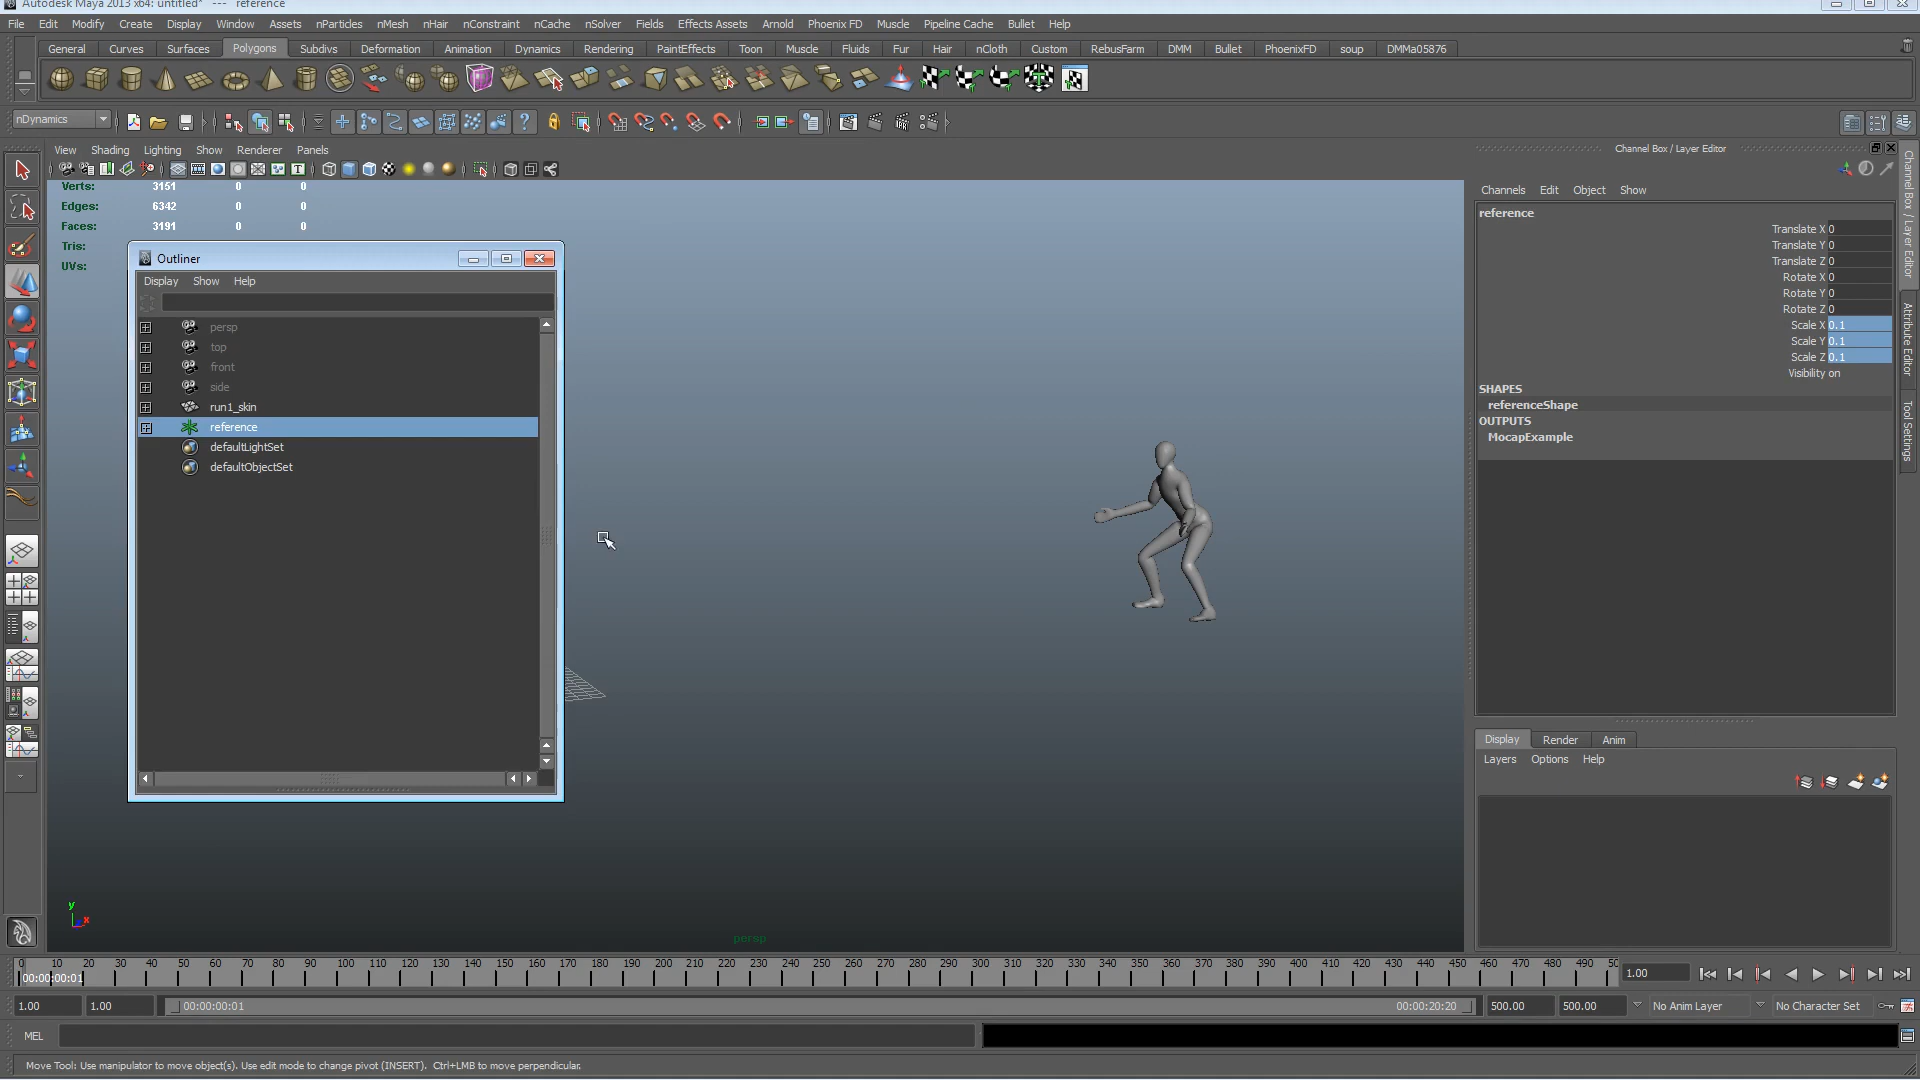 Autodesk Maya 2013 x64: untitled* --- reference
File Edit Modify Create Display Window Assets nParticles nMesh nHair nConstraint nCache nSolver Fields Effects Assets Arnold Phoenix FD Muscle Pipeline Cache Bullet Help
General Curves Surfaces Polygons Subdivs Deformation Animation Dynamics Rendering PaintEffects Toon Muscle Fluids Fur Hair nCloth Custom RebusFarm DMM Bullet PhoenixFD soup DMMa05876
nDynamics
View Shading Lighting Show Renderer Panels
Verts: 3151 0 0
Edges: 6342 0 0
Faces: 3191 0 0
Tris:
UVs:
Outliner
Display Show Help
persp
top
front
side
run1_skin
reference
defaultLightSet
defaultObjectSet
y
x
persp
Channel Box / Layer Editor
Channels Edit Object Show
reference
Translate X 0
Translate Y 0
Translate Z 0
Rotate X 0
Rotate Y 0
Rotate Z 0
Scale X 0.1
Scale Y 0.1
Scale Z 0.1
Visibility on
SHAPES
referenceShape
OUTPUTS
MocapExample
Channel Box / Layer Editor
Attribute Editor
Tool Settings
Display Render Anim
Layers Options Help
0 10 20 30 40 50 60 70 80 90 100 110 120 130 140 150 160 170 180 190 200 210 220 230 240 250 260 270 280 290 300 310 320 330 340 350 360 370 380 390 400 410 420 430 440 450 460 470 480 490 50
00:00:00:01
1.00
1.00 1.00 00:00:00:01 00:00:20:20 500.00 500.00 No Anim Layer No Character Set
MEL
Move Tool: Use manipulator to move object(s). Use edit mode to change pivot (INSERT). Ctrl+LMB to move perpendicular.